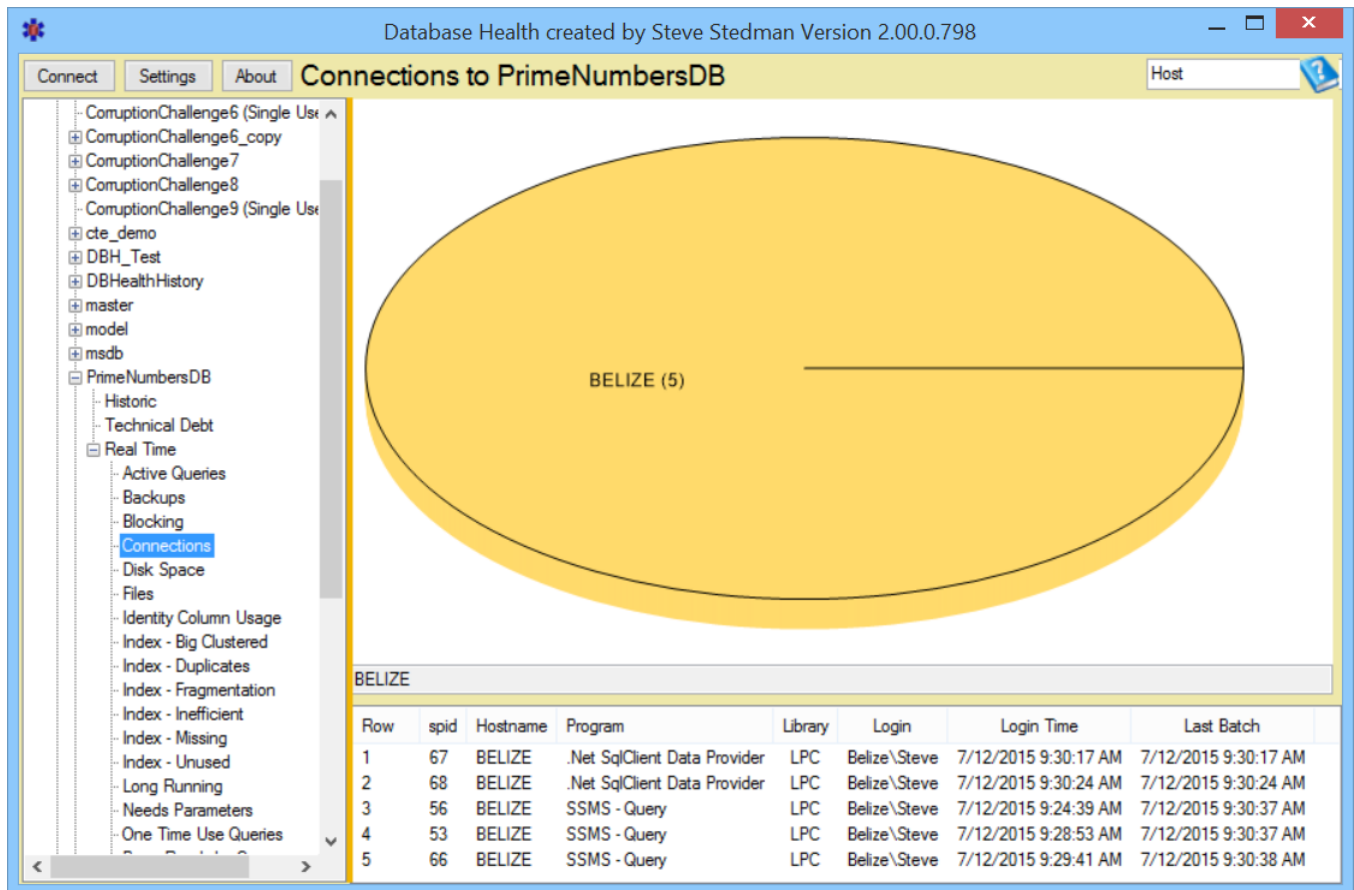 Database Health created by Steve Stedman Version 2.00.0.798
Connect Settings About Connections to PrimeNumbersDB Host
CorruptionChallenge6 (Single Use
CorruptionChallenge6_copy
CorruptionChallenge7
CorruptionChallenge8
CorruptionChallenge9 (Single Use
cte_demo
DBH_Test
DBHealthHistory
master
model
msdb
PrimeNumbersDB
Historic
Technical Debt
Real Time
Active Queries
Backups
Blocking
Connections
Disk Space
Files
Identity Column Usage
Index - Big Clustered
Index - Duplicates
Index - Fragmentation
Index - Inefficient
Index - Missing
Index - Unused
Long Running
Needs Parameters
One Time Use Queries
BELIZE (5)
BELIZE
Row spid Hostname Program Library Login Login Time Last Batch
1 67 BELIZE .Net SqlClient Data Provider LPC Belize\Steve 7/12/2015 9:30:17 AM 7/12/2015 9:30:17 AM
2 68 BELIZE .Net SqlClient Data Provider LPC Belize\Steve 7/12/2015 9:30:24 AM 7/12/2015 9:30:24 AM
3 56 BELIZE SSMS - Query LPC Belize\Steve 7/12/2015 9:24:39 AM 7/12/2015 9:30:37 AM
4 53 BELIZE SSMS - Query LPC Belize\Steve 7/12/2015 9:28:53 AM 7/12/2015 9:30:37 AM
5 66 BELIZE SSMS - Query LPC Belize\Steve 7/12/2015 9:29:41 AM 7/12/2015 9:30:38 AM